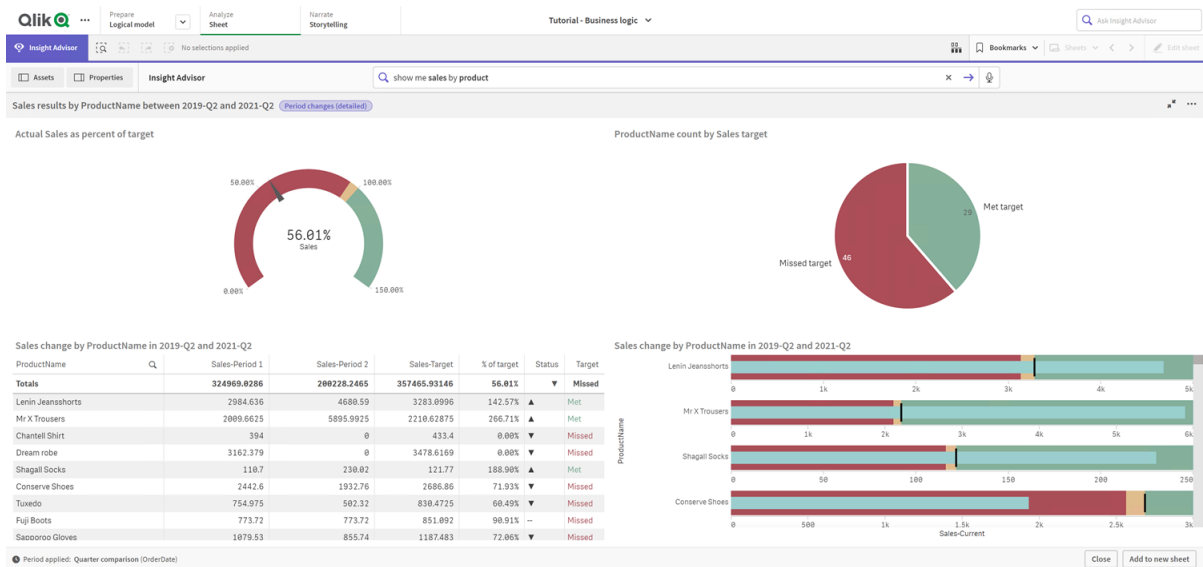 Qlik ... Prepare Logical model Analyze Sheet Narrate Storytelling Tutorial - Business logic Ask Insight Advisor
Insight Advisor No selections applied Bookmarks Sheets Edit sheet
Assets Properties Insight Advisor show me sales by product
Sales results by ProductName between 2019-Q2 and 2021-Q2 Period changes (detailed)
Actual Sales as percent of target
50.00% 100.00%
56.01%
Sales
0.00% 150.00%
ProductName count by Sales target
Met target
29
Missed target 46
Sales change by ProductName in 2019-Q2 and 2021-Q2
ProductName Sales-Period 1 Sales-Period 2 Sales-Target % of target Status Target
Totals 324969.0286 200228.2465 357465.93146 56.01% ▼ Missed
Lenin Jeansshorts 2984.636 4680.59 3283.0996 142.57% ▲ Met
Mr X Trousers 2009.6625 5895.9925 2210.62875 266.71% ▲ Met
Chantell Shirt 394 0 433.4 0.00% ▼ Missed
Dream robe 3162.379 0 3478.6169 0.00% ▼ Missed
Shagall Socks 110.7 230.02 121.77 188.90% ▲ Met
Conserve Shoes 2442.6 1932.76 2686.86 71.93% ▼ Missed
Tuxedo 754.975 502.32 830.4725 60.49% ▼ Missed
Fuji Boots 773.72 773.72 851.092 90.91% -- Missed
Sapporoo Gloves 1079.53 855.74 1187.483 72.06% ▼ Missed
Sales change by ProductName in 2019-Q2 and 2021-Q2
ProductName
Lenin Jeansshorts
0 1k 2k 3k 4k 5k
Mr X Trousers
0 1k 2k 3k 4k 5k 6k
Shagall Socks
0 50 100 150 200 250
Conserve Shoes
0 500 1k 1.5k 2k 2.5k 3k
Sales-Current
Period applied: Quarter comparison (OrderDate) Close Add to new sheet